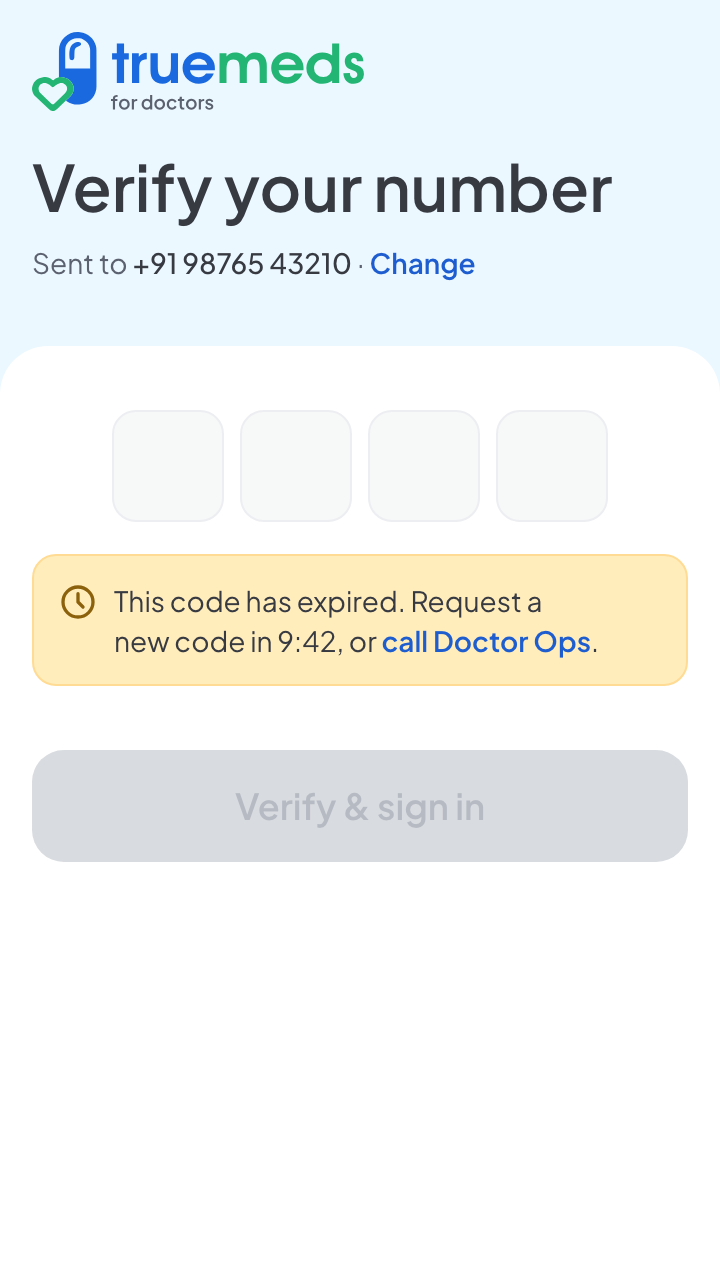 truemeds
for doctors
Verify your number
Sent to +91 98765 43210 · Change
This code has expired. Request a
new code in 9:42, or call Doctor Ops.
Verify & sign in